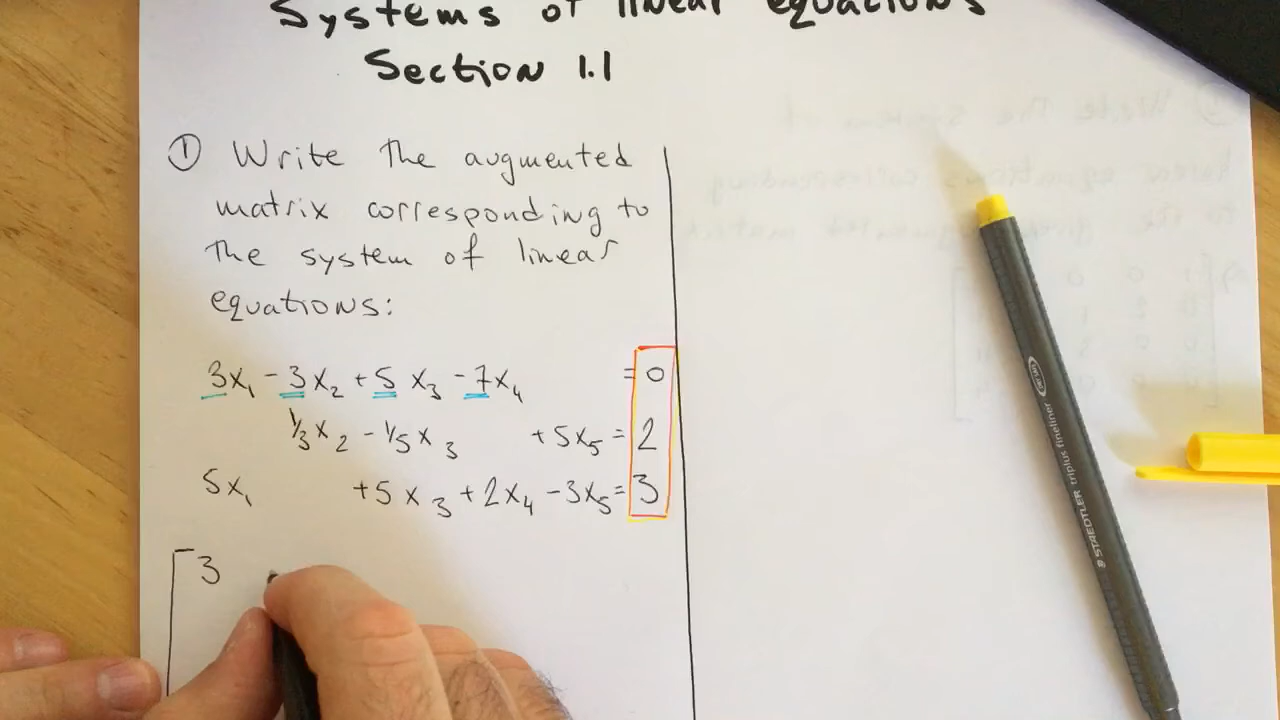 Systems of linear equations
Section 1.1
① Write the augmented
matrix corresponding to
the system of linear
equations:
3x₁ - 3x₂ + 5x₃ - 7x₄ = 0
⅓x₂ - ⅕x₃ + 5x₅ = 2
5x₁ + 5x₃ + 2x₄ - 3x₅ = 3
[3
STAEDTLER triplus fineliner